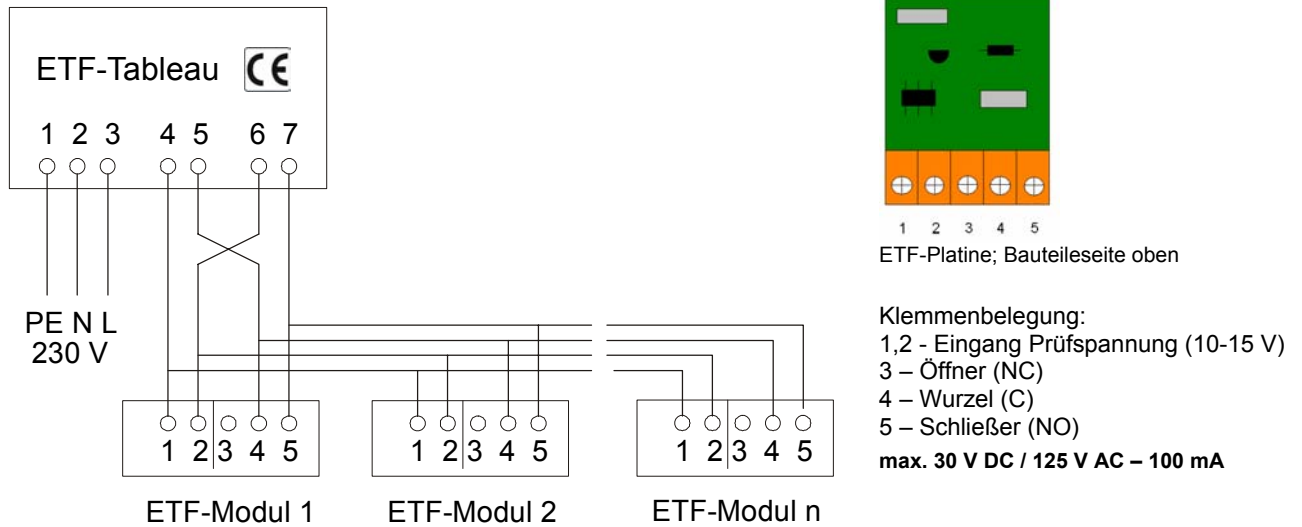 ETF-Tableau CE
1 2 3 4 5 6 7
PE N L
230 V
1 2 3 4 5
1 2 3 4 5
1 2 3 4 5
ETF-Modul 1
ETF-Modul 2
ETF-Modul n
1 2 3 4 5
ETF-Platine; Bauteileseite oben
Klemmenbelegung:
1,2 - Eingang Prüfspannung (10-15 V)
3 – Öffner (NC)
4 – Wurzel (C)
5 – Schließer (NO)
max. 30 V DC / 125 V AC – 100 mA